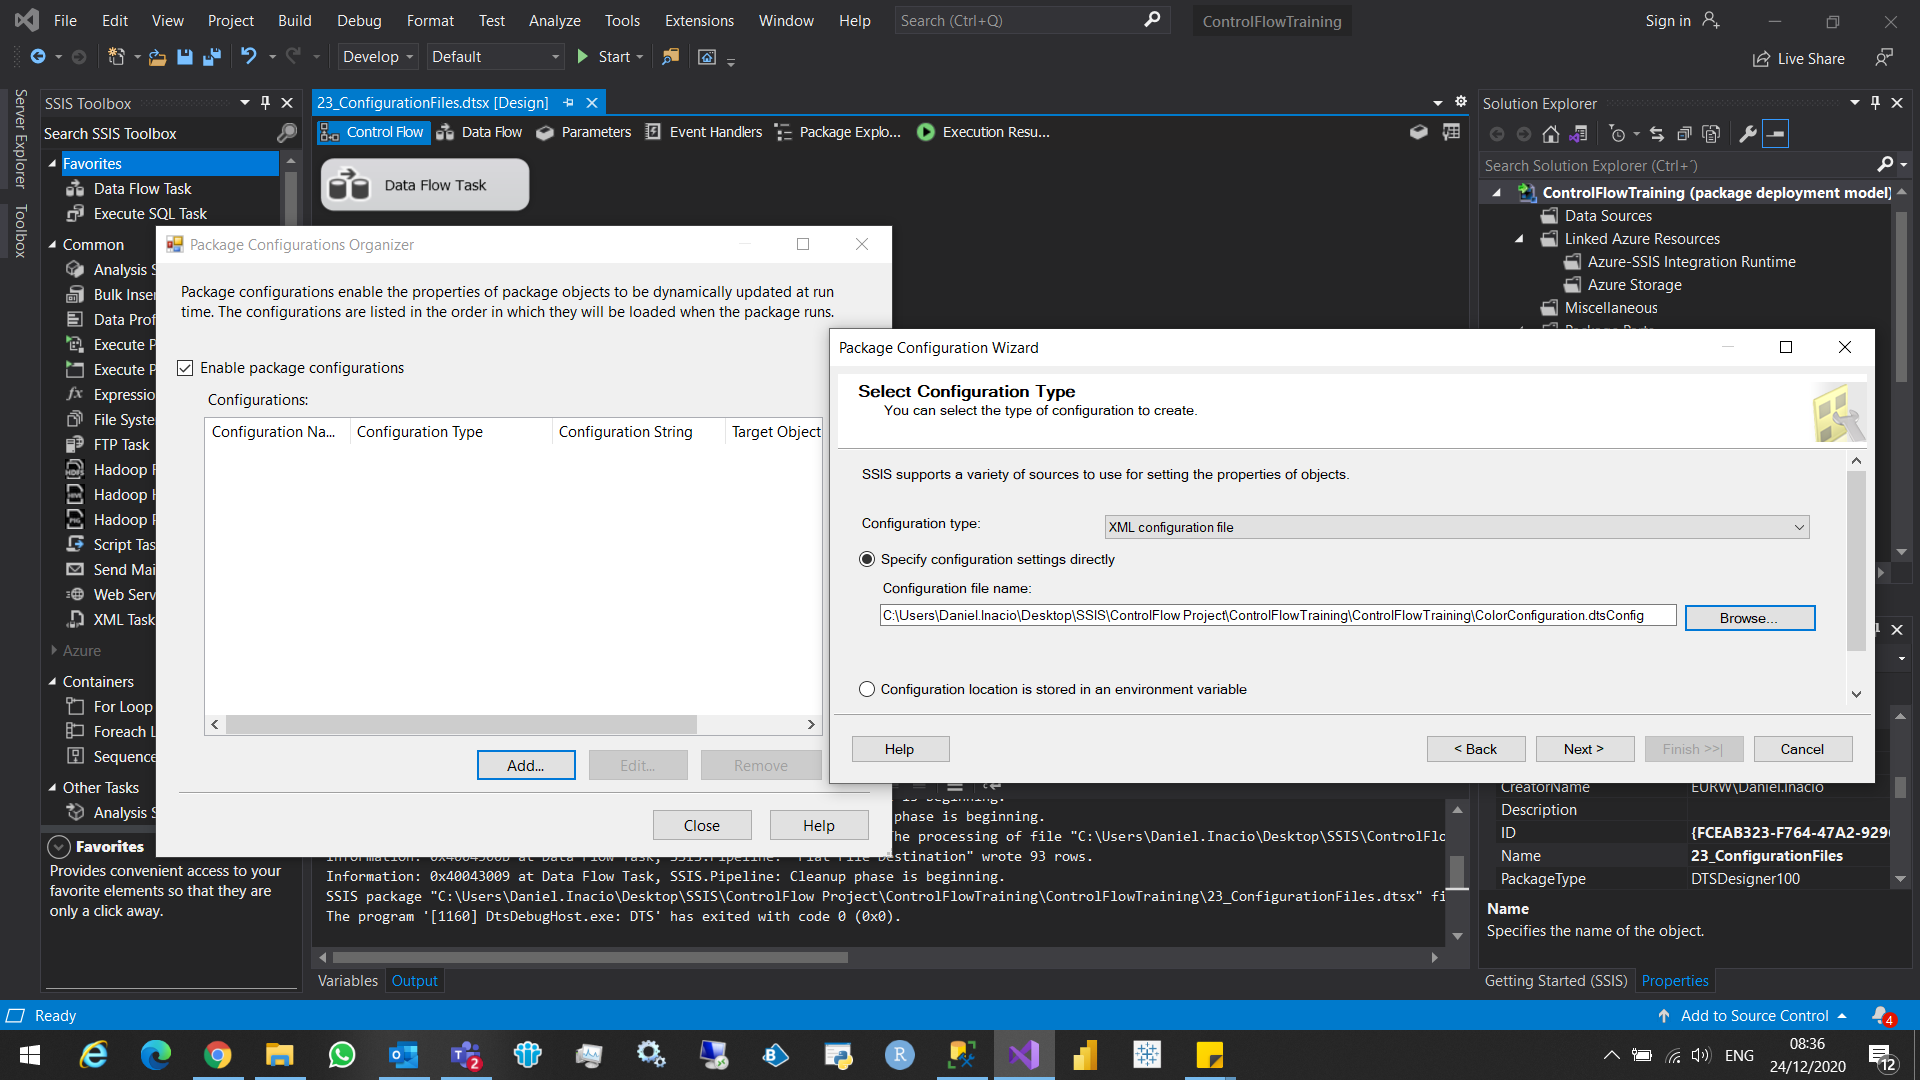 File Edit View Project Build Debug Format Test Analyze Tools Extensions Window Help Search (Ctrl+Q) ControlFlowTraining Sign in
Develop Default Start Live Share
Server Explorer
Toolbox
SSIS Toolbox
Search SSIS Toolbox
Favorites
Data Flow Task
Execute SQL Task
Common
Analysis S
Bulk Inser
Data Prof
Execute P
Execute P
Expressio
File Syste
FTP Task
Hadoop F
Hadoop H
Hadoop P
Script Tas
Send Mai
Web Serv
XML Task
Azure
Containers
For Loop
Foreach L
Sequence
Other Tasks
Analysis S
Favorites
Provides convenient access to your
favorite elements so that they are
only a click away.
23_ConfigurationFiles.dtsx [Design]
Control Flow Data Flow Parameters Event Handlers Package Explo... Execution Resu...
Data Flow Task
Package Configurations Organizer
Package configurations enable the properties of package objects to be dynamically updated at run
time. The configurations are listed in the order in which they will be loaded when the package runs.
Enable package configurations
Configurations:
Configuration Na... Configuration Type Configuration String Target Object
Add... Edit... Remove
Close Help
Package Configuration Wizard
Select Configuration Type
You can select the type of configuration to create.
SSIS supports a variety of sources to use for setting the properties of objects.
Configuration type: XML configuration file
Specify configuration settings directly
Configuration file name:
C:\Users\Daniel.Inacio\Desktop\SSIS\ControlFlow Project\ControlFlowTraining\ControlFlowTraining\ColorConfiguration.dtsConfig Browse...
Configuration location is stored in an environment variable
Help < Back Next > Finish >>| Cancel
is beginning.
phase is beginning.
he processing of file "C:\Users\Daniel.Inacio\Desktop\SSIS\ControlFlo
Information: 0x4004300B at Data Flow Task, SSIS.Pipeline: "Flat File Destination" wrote 93 rows.
Information: 0x40043009 at Data Flow Task, SSIS.Pipeline: Cleanup phase is beginning.
SSIS package "C:\Users\Daniel.Inacio\Desktop\SSIS\ControlFlow Project\ControlFlowTraining\ControlFlowTraining\23_ConfigurationFiles.dtsx" fi
The program '[1160] DtsDebugHost.exe: DTS' has exited with code 0 (0x0).
Variables Output
Solution Explorer
Search Solution Explorer (Ctrl+´)
ControlFlowTraining (package deployment model)
Data Sources
Linked Azure Resources
Azure-SSIS Integration Runtime
Azure Storage
Miscellaneous
Package Parts
CreatorName EURW\Daniel.Inacio
Description
ID {FCEAB323-F764-47A2-929
Name 23_ConfigurationFiles
PackageType DTSDesigner100
Name
Specifies the name of the object.
Getting Started (SSIS) Properties
Ready Add to Source Control 4
2 ENG 08:36
24/12/2020 12